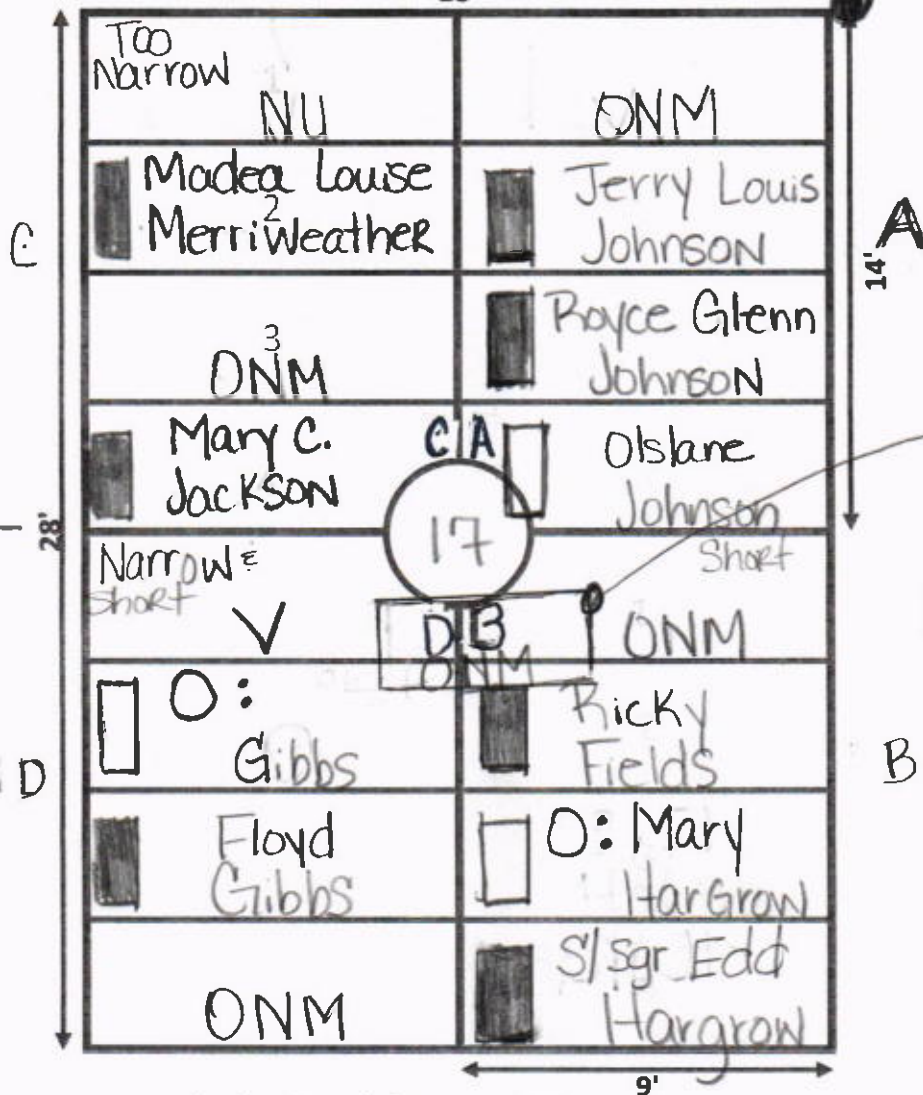 Too
Narrow
NU
ONM
Madea Louise
2
MerriWeather
Jerry Louis
Johnson
C
A
14'
3
ONM
Royce Glenn
Johnson
Mary C.
Jackson
C A
Olslane
Johnson
28'
17
Narrow &
Short
V
Short
D B
ONM
ONM
O:
Gibbs
Ricky
Fields
D
B
Floyd
Gibbs
O: Mary
HarGrow
ONM
S/Sgr Edd
Hargrow
9'